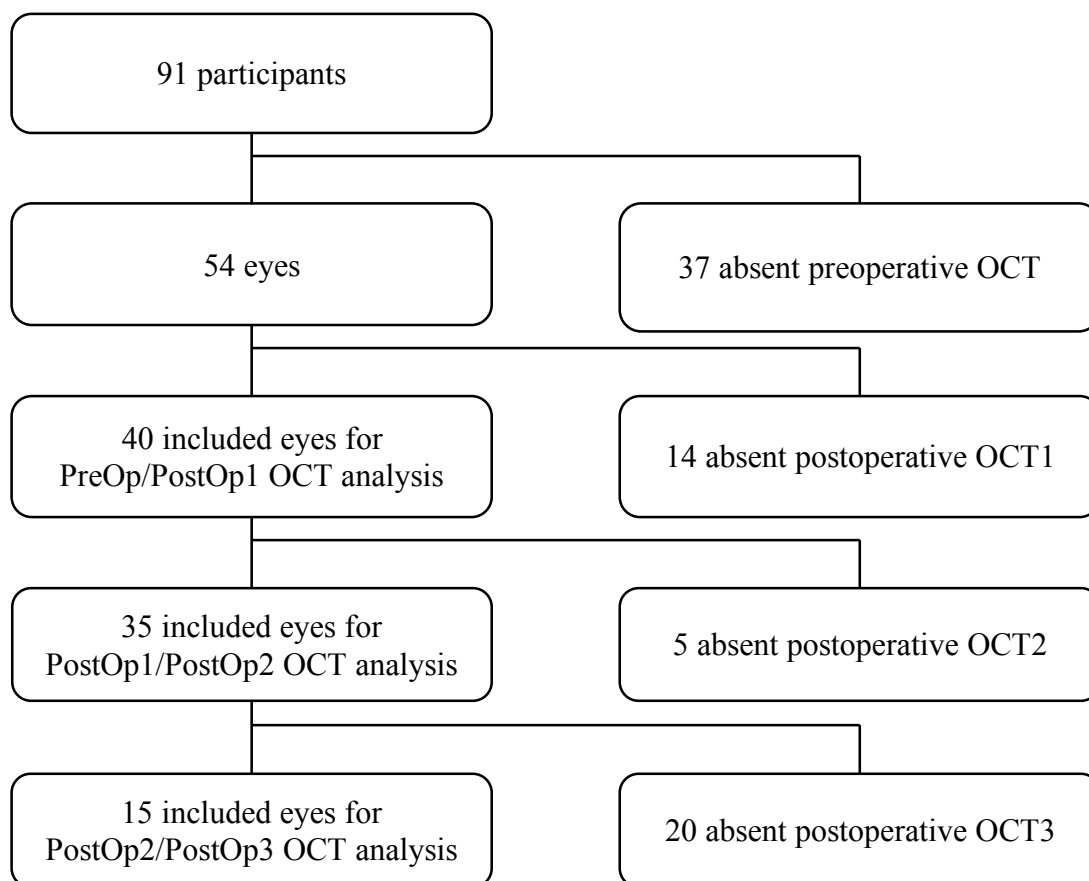 91 participants
54 eyes
37 absent preoperative OCT
40 included eyes for
PreOp/PostOp1 OCT analysis
14 absent postoperative OCT1
35 included eyes for
PostOp1/PostOp2 OCT analysis
5 absent postoperative OCT2
15 included eyes for
PostOp2/PostOp3 OCT analysis
20 absent postoperative OCT3